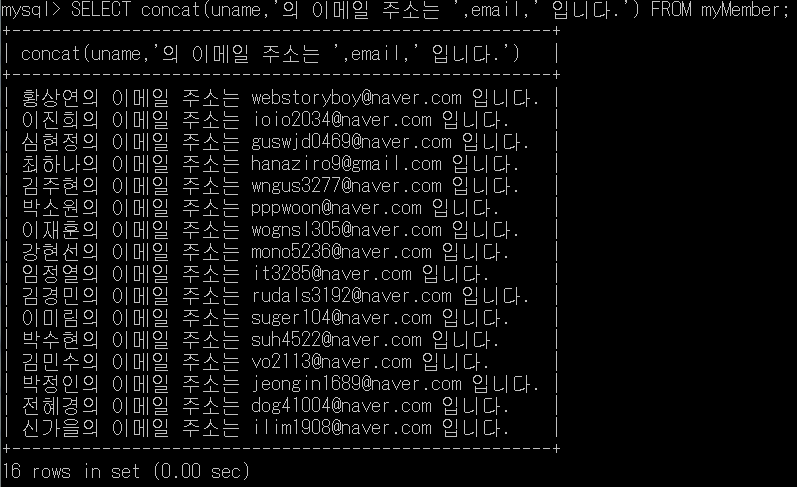 mysql> SELECT concat(uname,'의 이메일 주소는 ',email,' 입니다.') FROM myMember;
+-----------------------------------------------------+
| concat(uname,'의 이메일 주소는 ',email,' 입니다.')   |
+-----------------------------------------------------+
| 황상연의 이메일 주소는 webstoryboy@naver.com 입니다. |
| 이진희의 이메일 주소는 ioio2034@naver.com 입니다.    |
| 심현정의 이메일 주소는 guswjd0469@naver.com 입니다.  |
| 최하나의 이메일 주소는 hanaziro9@gmail.com 입니다.   |
| 김주현의 이메일 주소는 wngus3277@naver.com 입니다.   |
| 박소원의 이메일 주소는 pppwoon@naver.com 입니다.     |
| 이재훈의 이메일 주소는 wognsl305@naver.com 입니다.   |
| 강현선의 이메일 주소는 mono5236@naver.com 입니다.    |
| 임정열의 이메일 주소는 it3285@naver.com 입니다.      |
| 김경민의 이메일 주소는 rudals3192@naver.com 입니다.  |
| 이미림의 이메일 주소는 suger104@naver.com 입니다.    |
| 박수현의 이메일 주소는 suh4522@naver.com 입니다.     |
| 김민수의 이메일 주소는 vo2113@naver.com 입니다.      |
| 박정인의 이메일 주소는 jeongin1689@naver.com 입니다. |
| 전혜경의 이메일 주소는 dog41004@naver.com 입니다.    |
| 신가을의 이메일 주소는 ilim1908@naver.com 입니다.    |
+-----------------------------------------------------+
16 rows in set (0.00 sec)